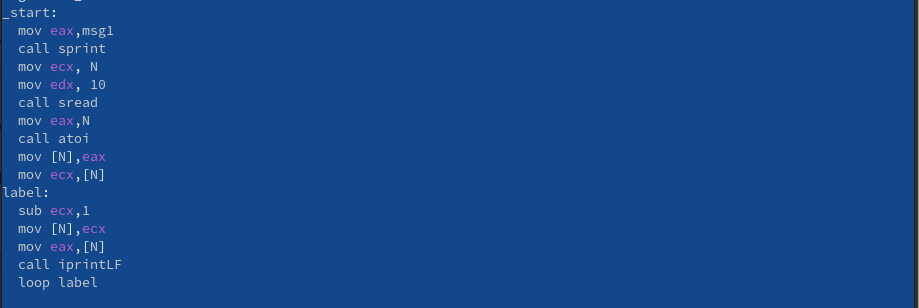 _start:
mov eax,msg1
call sprint
mov ecx, N
mov edx, 10
call sread
mov eax,N
call atoi
mov [N],eax
mov ecx,[N]
label:
sub ecx,1
mov [N],ecx
mov eax,[N]
call iprintLF
loop label